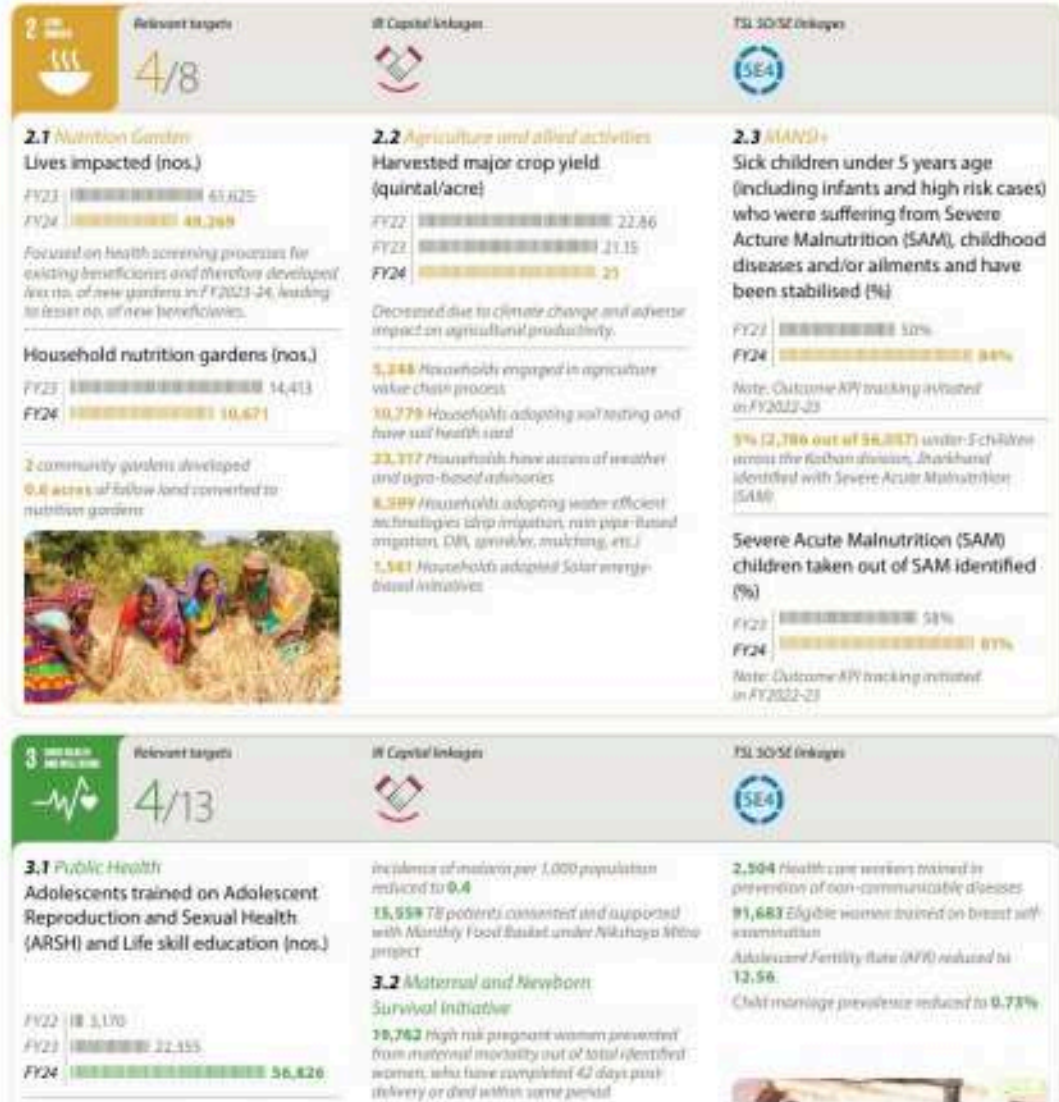 2
Relevant targets
4/8
IR Capital linkages
TSL SO/SE linkages
SE4
2.1 Nutrition Garden
Lives impacted (nos.)
FY23 61,625
FY24 49,269
Focused on health screening processes for
existing beneficiaries and therefore developed
less no. of new gardens in FY2023-24, leading
to lesser no. of new beneficiaries.
Household nutrition gardens (nos.)
FY23 14,413
FY24 10,671
2 community gardens developed
0.6 acres of fallow land converted to
nutrition gardens
2.2 Agriculture and allied activities
Harvested major crop yield
(quintal/acre)
FY22 22.86
FY23 21.15
FY24 21
Decreased due to climate change and adverse
impact on agricultural productivity.
Households engaged in agriculture
value chain process
10,779 Households adopting soil testing and
have soil health card
23,317 Households have access of weather
and agro-based advisories
8,599 Households adopting water efficient
technologies (drip irrigation, rain pipe-based
irrigation, DBI, sprinkler, mulching, etc.)
1,561 Households adopted Solar energy-
based initiatives
2.3 MANSI+
Sick children under 5 years age
(including infants and high risk cases)
who were suffering from Severe
Acture Malnutrition (SAM), childhood
diseases and/or ailments and have
been stabilised (%)
FY23 50%
FY24 84%
Note: Outcome KPI tracking initiated
in FY2022-23
5% (2,786 out of 56,057) under-5 children
across the Kolhan division, Jharkhand
identified with Severe Acute Malnutrition
(SAM)
Severe Acute Malnutrition (SAM)
children taken out of SAM identified
(%)
FY23 58%
FY24 81%
Note: Outcome KPI tracking initiated
in FY2022-23
3 GOOD HEALTH
AND WELL-BEING
Relevant targets
4/13
IR Capital linkages
TSL SO/SE linkages
SE4
3.1 Public Health
Adolescents trained on Adolescent
Reproduction and Sexual Health
(ARSH) and Life skill education (nos.)
FY22 3,170
FY23 22,355
FY24 56,826
Incidence of malaria per 1,000 population
reduced to 0.4
15,559 TB patients consented and supported
with Monthly Food Basket under Nikshaya Mitra
project
3.2 Maternal and Newborn
Survival Initiative
19,762 High risk pregnant women prevented
from maternal mortality out of total identified
women, who have completed 42 days post-
delivery or died within same period
2,504 Health care workers trained in
prevention of non-communicable diseases
91,683 Eligible women trained on breast self-
examination
Adolescent Fertility Rate (AFR) reduced to
12.56
Child marriage prevalence reduced to 0.73%